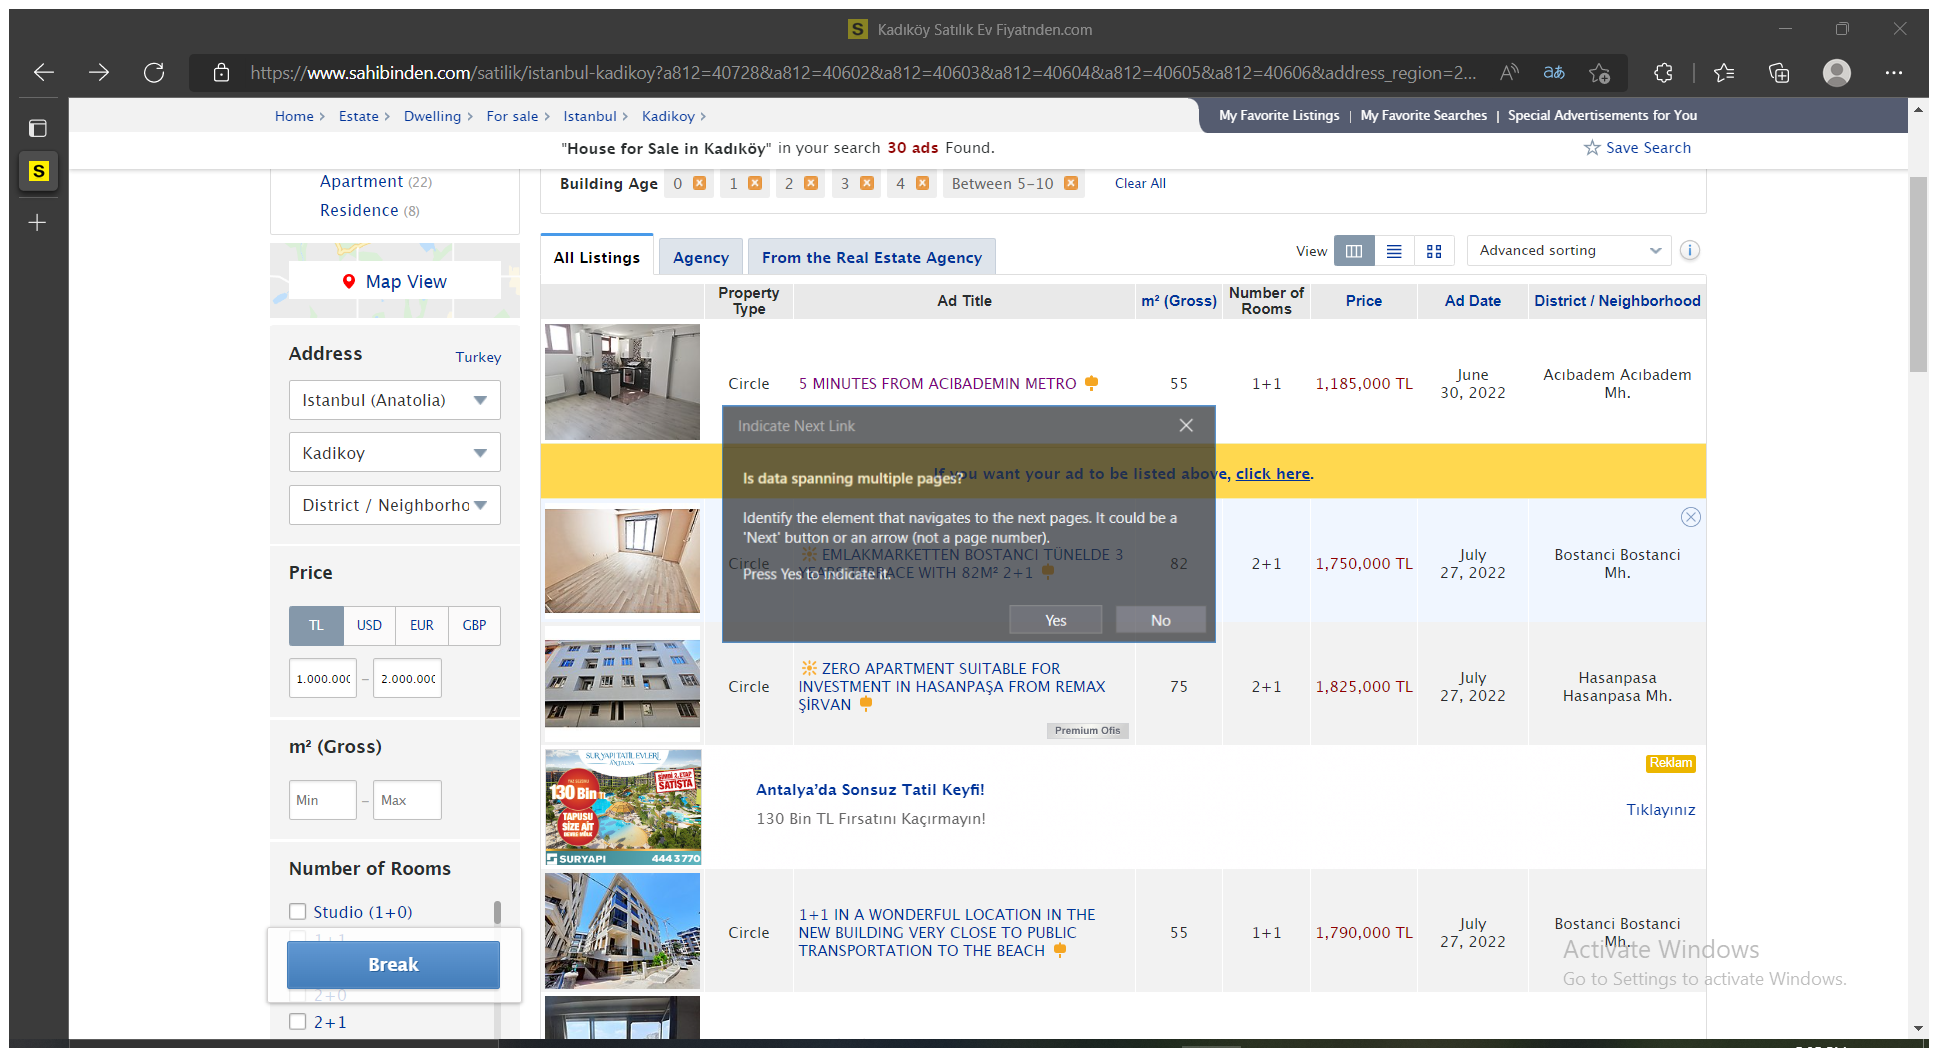 Kadıköy Satılık Ev Fiyatnden.com
https://www.sahibinden.com/satilik/istanbul-kadikoy?a812=40728&a812=40602&a812=40603&a812=40604&a812=40605&a812=40606&address_region=2...
Home > Estate > Dwelling > For sale > Istanbul > Kadikoy >
My Favorite Listings | My Favorite Searches | Special Advertisements for You
"House for Sale in Kadıköy" in your search 30 ads Found.
Save Search
Apartment (22)
Residence (8)
Building Age 0 1 2 3 4 Between 5-10 Clear All
Map View
All Listings Agency From the Real Estate Agency
View Advanced sorting
Property Type Ad Title m² (Gross) Number of Rooms Price Ad Date District / Neighborhood
Address Turkey
Istanbul (Anatolia)
Kadikoy
District / Neighborho
Circle 5 MINUTES FROM ACIBADEMIN METRO 55 1+1 1,185,000 TL June 30, 2022 Acıbadem Acıbadem Mh.
If you want your ad to be listed above, click here.
Indicate Next Link
Is data spanning multiple pages?
Identify the element that navigates to the next pages. It could be a
'Next' button or an arrow (not a page number).
Press Yes to indicate it.
Yes No
Circle EMLAKMARKETTEN BOSTANCI TÜNELDE 3
YEARS TERRACE WITH 82M² 2+1
82 2+1 1,750,000 TL July 27, 2022 Bostanci Bostanci Mh.
Price
TL USD EUR GBP
1.000.000 – 2.000.000
Circle ZERO APARTMENT SUITABLE FOR
INVESTMENT IN HASANPAŞA FROM REMAX
ŞİRVAN
75 2+1 1,825,000 TL July 27, 2022 Hasanpasa Hasanpasa Mh.
Premium Ofis
m² (Gross)
Min – Max
SUR YAPI TATİL EVLERİ
ANTALYA
130 Bin TL
ŞİMDİ 2. ETAP
SATIŞTA
TAPUSU
SİZE AİT
SURYAPI 444 3 770
Antalya'da Sonsuz Tatil Keyfi!
130 Bin TL Fırsatını Kaçırmayın!
Reklam
Tıklayınız
Number of Rooms
Studio (1+0)
1+1
Break
2+0
2+1
Circle 1+1 IN A WONDERFUL LOCATION IN THE
NEW BUILDING VERY CLOSE TO PUBLIC
TRANSPORTATION TO THE BEACH
55 1+1 1,790,000 TL July 27, 2022 Bostanci Bostanci Mh.
Activate Windows
Go to Settings to activate Windows.